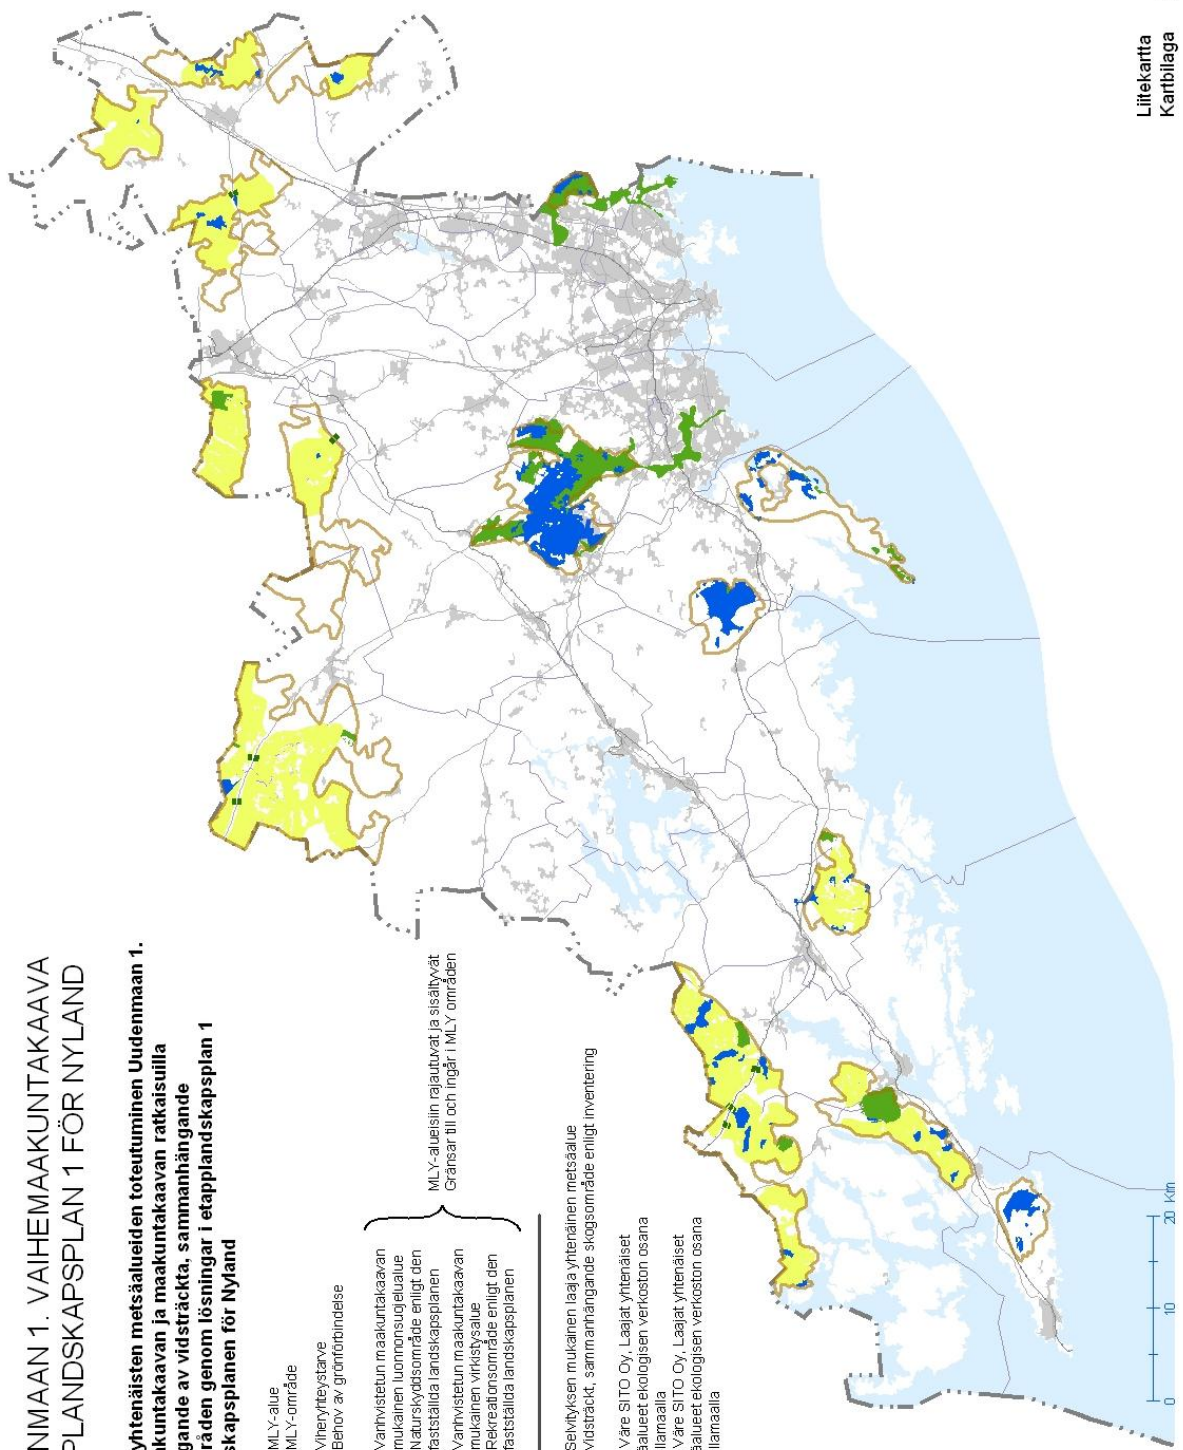 NMAAN 1. VAIHEMAAKUNTAKAAVA
PLANDSKAPSPLAN 1 FÖR NYLAND
yhtenäisten metsäalueiden toteutuminen Uudenmaan 1.
kuntakaavan ja maakuntakaavan ratkaisuilla
gande av vidsträckta, sammanhängande
råden genom lösningar i etapplandskapsplan 1
skapsplanen för Nyland
MLY-alue
MLY-område
Viheryhteystarve
Behov av grönförbindelse
Vanhvistetun maakuntakaavan
mukainen luonnonsuojelualue
Naturskyddsområde enligt den
fastställda landskapsplanen
Vanhvistetun maakuntakaavan
mukainen virkistysalue
Rekreationsområde enligt den
fastställda landskapsplanen
MLY-alueisiin rajautuvat ja sisältyvät
Gränsar till och ingår i MLY områden
Selvityksen mukainen laaja yhtenäinen metsäalue
Vidsträckt, sammanhängande skogsområde enligt inventering
Väre SITO Oy, Laajat yhtenäiset
äalueet ekologisen verkoston osana
llamaalla
Väre SITO Oy, Laajat yhtenäiset
äalueet ekologisen verkoston osana
llamaalla
0 10 20 Km
Liitekartta
Kartbilaga